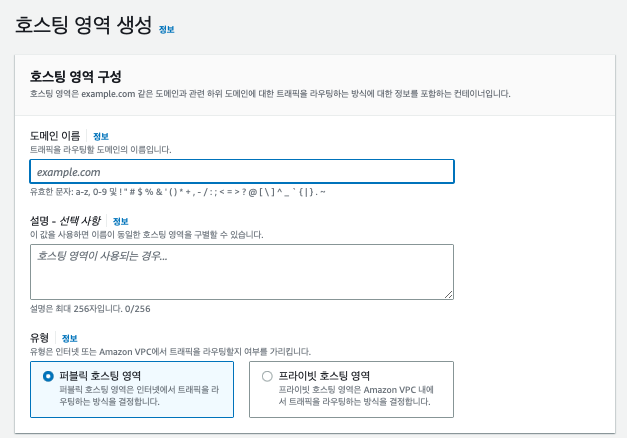 호스팅 영역 생성 정보
호스팅 영역 구성
호스팅 영역은 example.com 같은 도메인과 관련 하위 도메인에 대한 트래픽을 라우팅하는 방식에 대한 정보를 포함하는 컨테이너입니다.
도메인 이름 정보
트래픽을 라우팅할 도메인의 이름입니다.
example.com
유효한 문자: a-z, 0-9 및 ! " # $ % & ' ( ) * + , - / : ; < = > ? @ [ \ ] ^ _ ` { | } . ~
설명 - 선택 사항 정보
이 값을 사용하면 이름이 동일한 호스팅 영역을 구별할 수 있습니다.
호스팅 영역이 사용되는 경우...
설명은 최대 256자입니다. 0/256
유형 정보
유형은 인터넷 또는 Amazon VPC에서 트래픽을 라우팅할지 여부를 가리킵니다.
퍼블릭 호스팅 영역
퍼블릭 호스팅 영역은 인터넷에서 트래픽을 라
우팅하는 방식을 결정합니다.
프라이빗 호스팅 영역
프라이빗 호스팅 영역은 Amazon VPC 내에
서 트래픽을 라우팅하는 방식을 결정합니다.